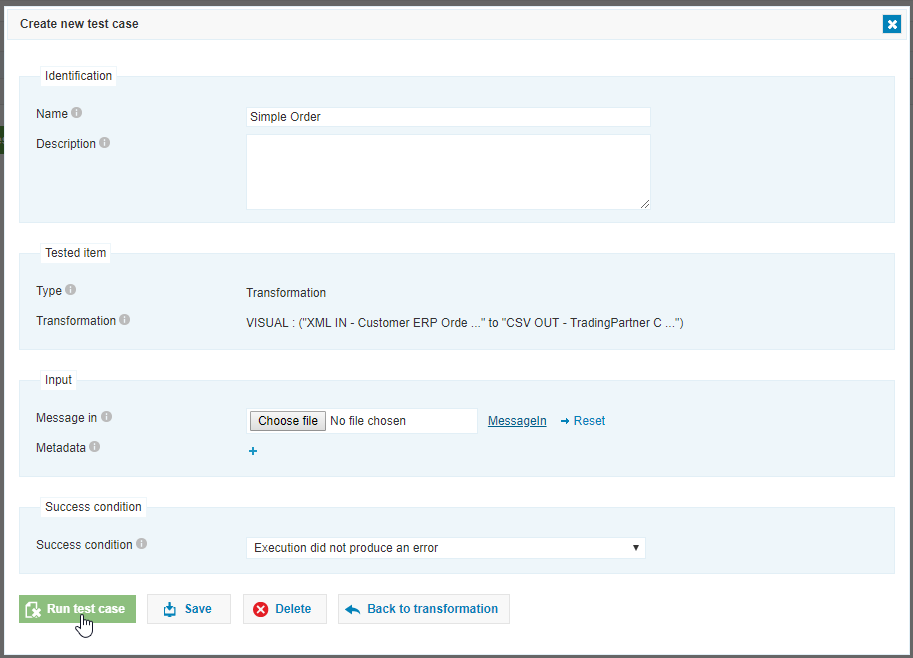 Create new test case
Identification
Name
Simple Order
Description
Tested item
Type
Transformation
Transformation
VISUAL : ("XML IN - Customer ERP Orde ..." to "CSV OUT - TradingPartner C ...")
Input
Message in
Choose file No file chosen MessageIn Reset
Metadata
Success condition
Success condition
Execution did not produce an error
Run test case Save Delete Back to transformation